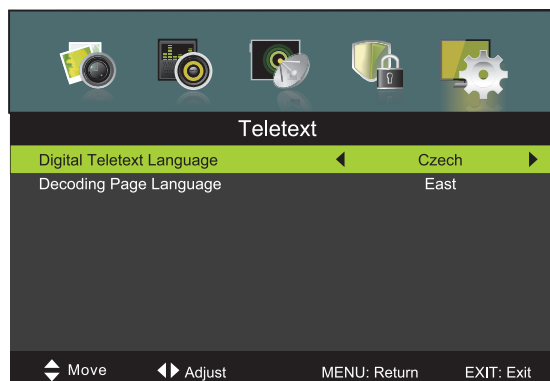 Teletext
Digital Teletext Language Czech
Decoding Page Language East
Move Adjust MENU: Return EXIT: Exit